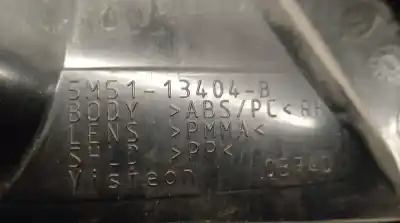 5M51-13404-B
BODY >ABS/PC<
LENS >PMMA<
>PP<
Visteon